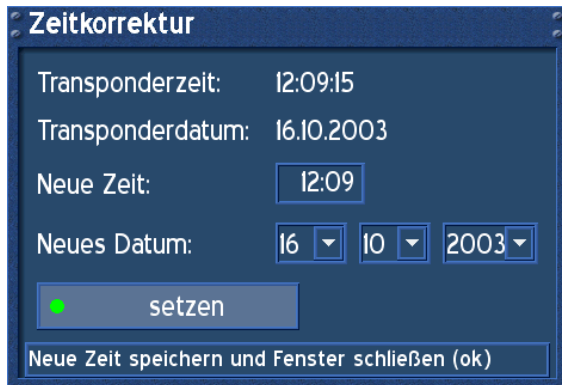 Zeitkorrektur
Transponderzeit: 12:09:15
Transponderdatum: 16.10.2003
Neue Zeit: 12:09
Neues Datum: 16 10 2003
setzen
Neue Zeit speichern und Fenster schließen (ok)